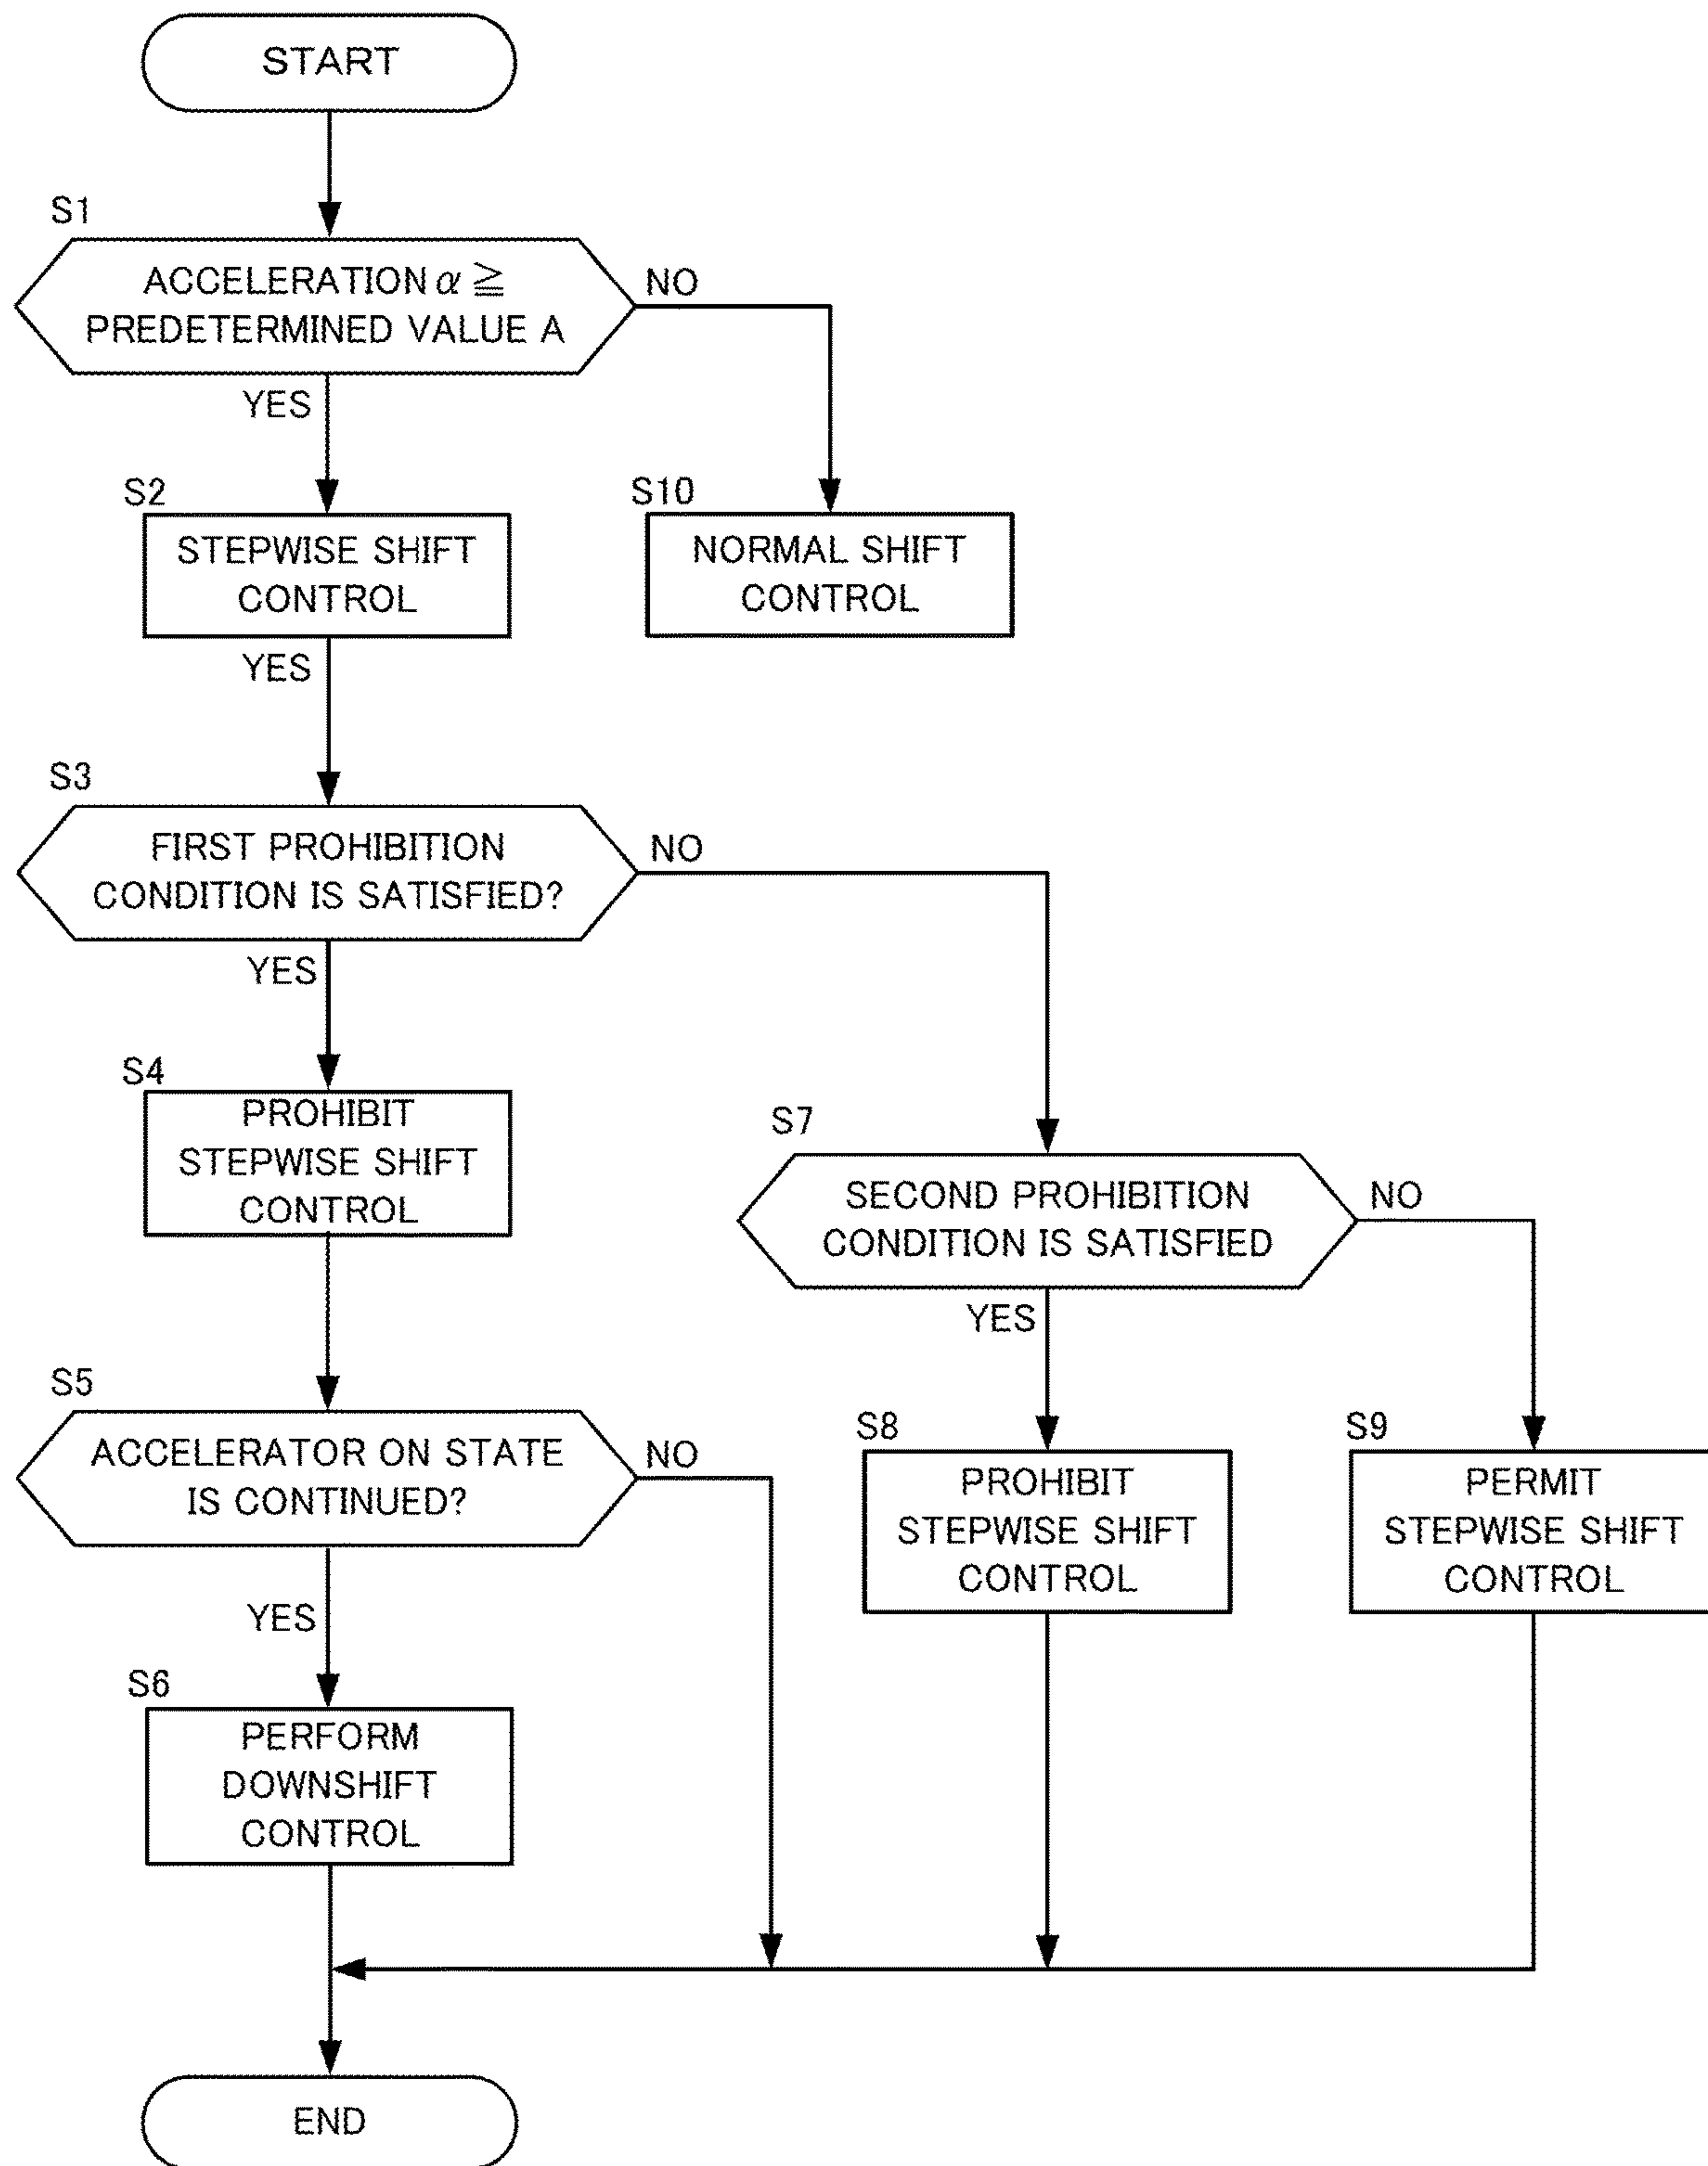 START
S1
ACCELERATION α ≧
PREDETERMINED VALUE A
NO
YES
S2
STEPWISE SHIFT
CONTROL
S10
NORMAL SHIFT
CONTROL
YES
S3
FIRST PROHIBITION
CONDITION IS SATISFIED?
NO
YES
S4
PROHIBIT
STEPWISE SHIFT
CONTROL
S7
SECOND PROHIBITION
CONDITION IS SATISFIED
NO
YES
S5
ACCELERATOR ON STATE
IS CONTINUED?
NO
YES
S8
PROHIBIT
STEPWISE SHIFT
CONTROL
S9
PERMIT
STEPWISE SHIFT
CONTROL
S6
PERFORM
DOWNSHIFT
CONTROL
END